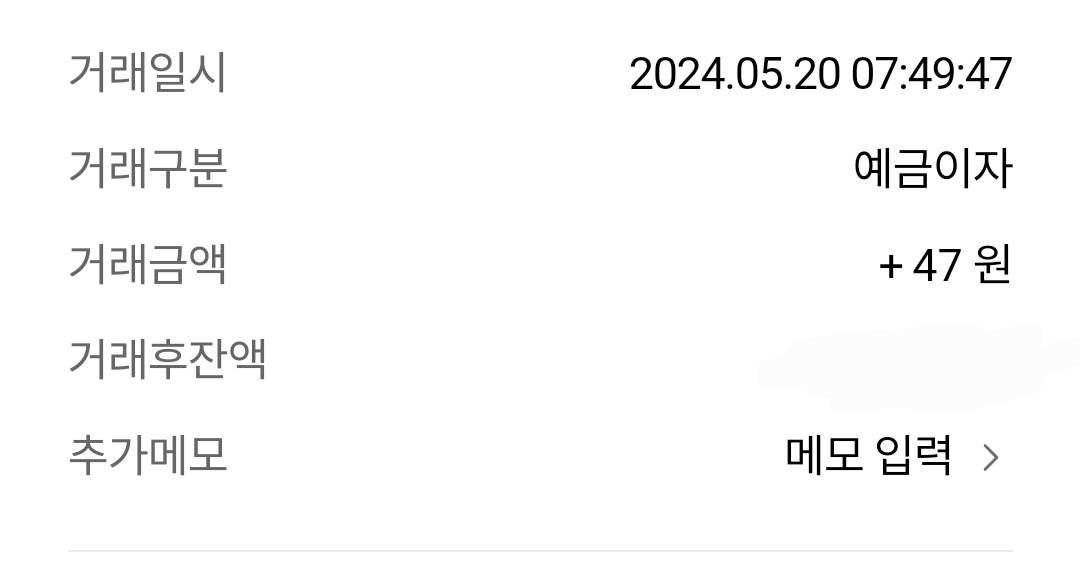 거래일시 2024.05.20 07:49:47
거래구분 예금이자
거래금액 + 47 원
거래후잔액
추가메모 메모 입력 >